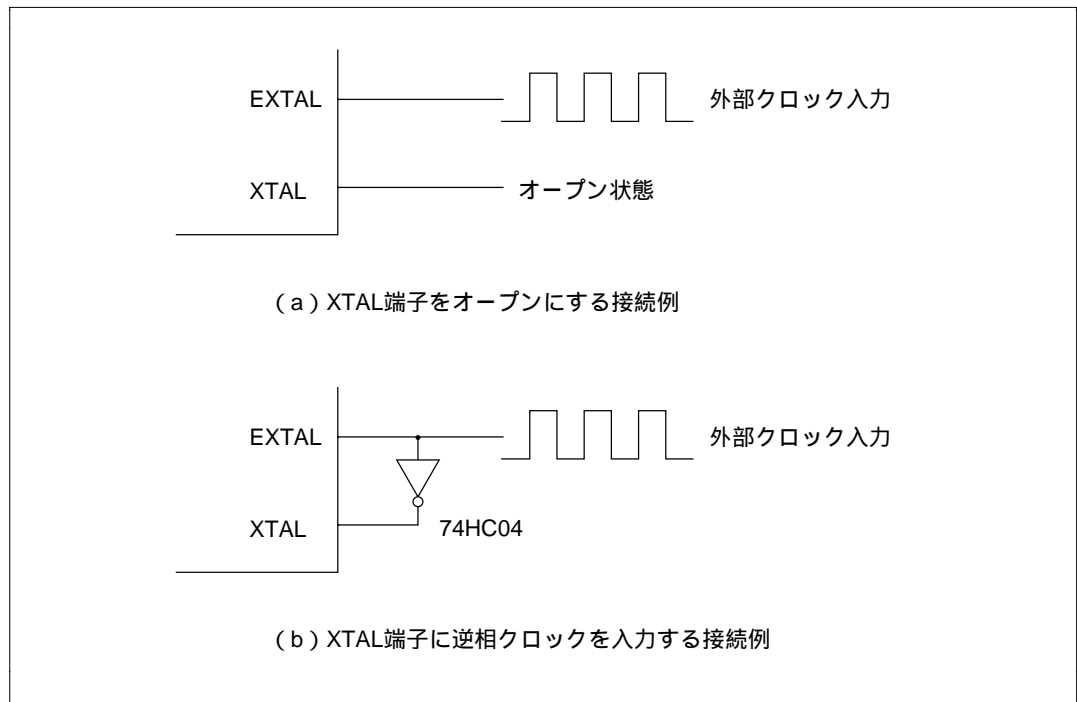 EXTAL
外部クロック入力
XTAL
オープン状態
（a）XTAL端子をオープンにする接続例
EXTAL
外部クロック入力
XTAL
74HC04
（b）XTAL端子に逆相クロックを入力する接続例